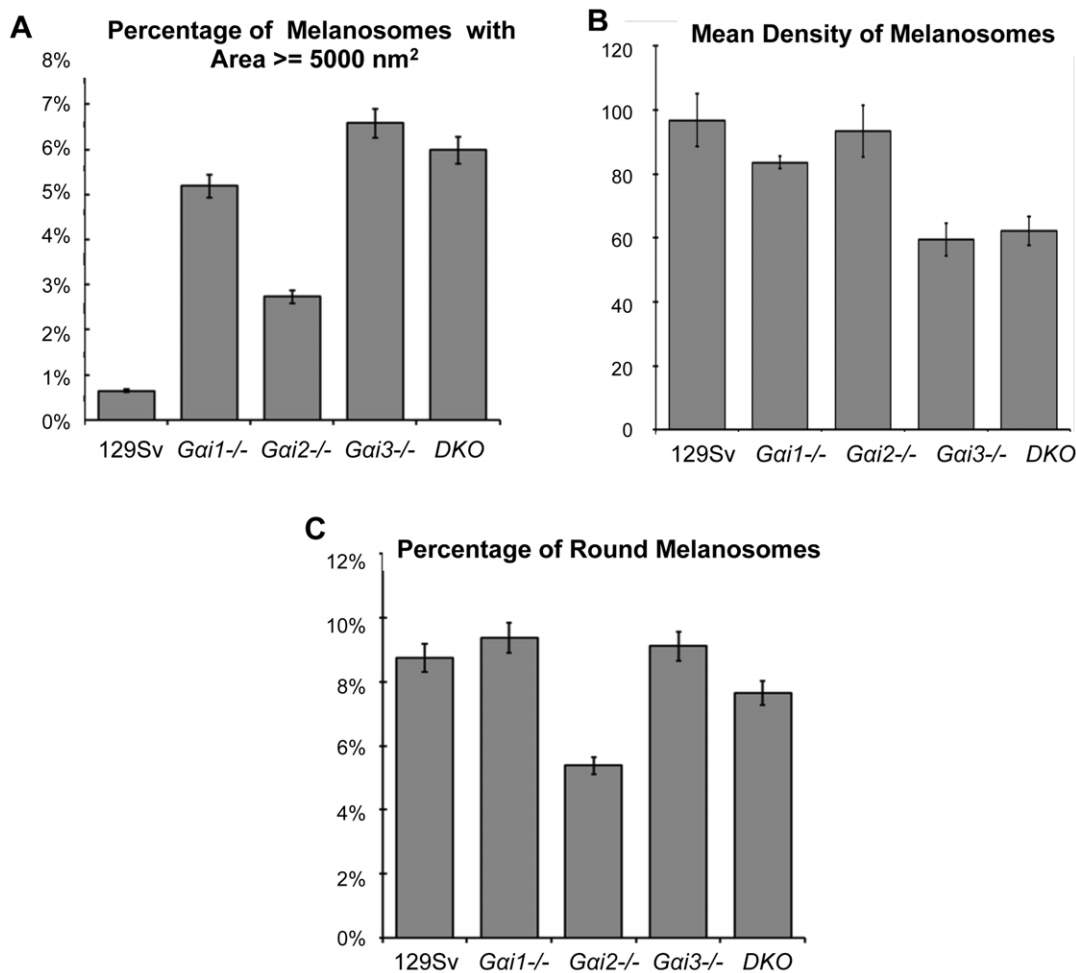 A
Percentage of Melanosomes with
Area >= 5000 nm²
8%
7%
6%
5%
4%
3%
2%
1%
0%
129Sv Gαi1-/- Gαi2-/- Gαi3-/- DKO
B
Mean Density of Melanosomes
120
100
80
60
40
20
0
129Sv Gαi1-/- Gαi2-/- Gαi3-/- DKO
C
Percentage of Round Melanosomes
12%
10%
8%
6%
4%
2%
0%
129Sv Gαi1-/- Gαi2-/- Gαi3-/- DKO